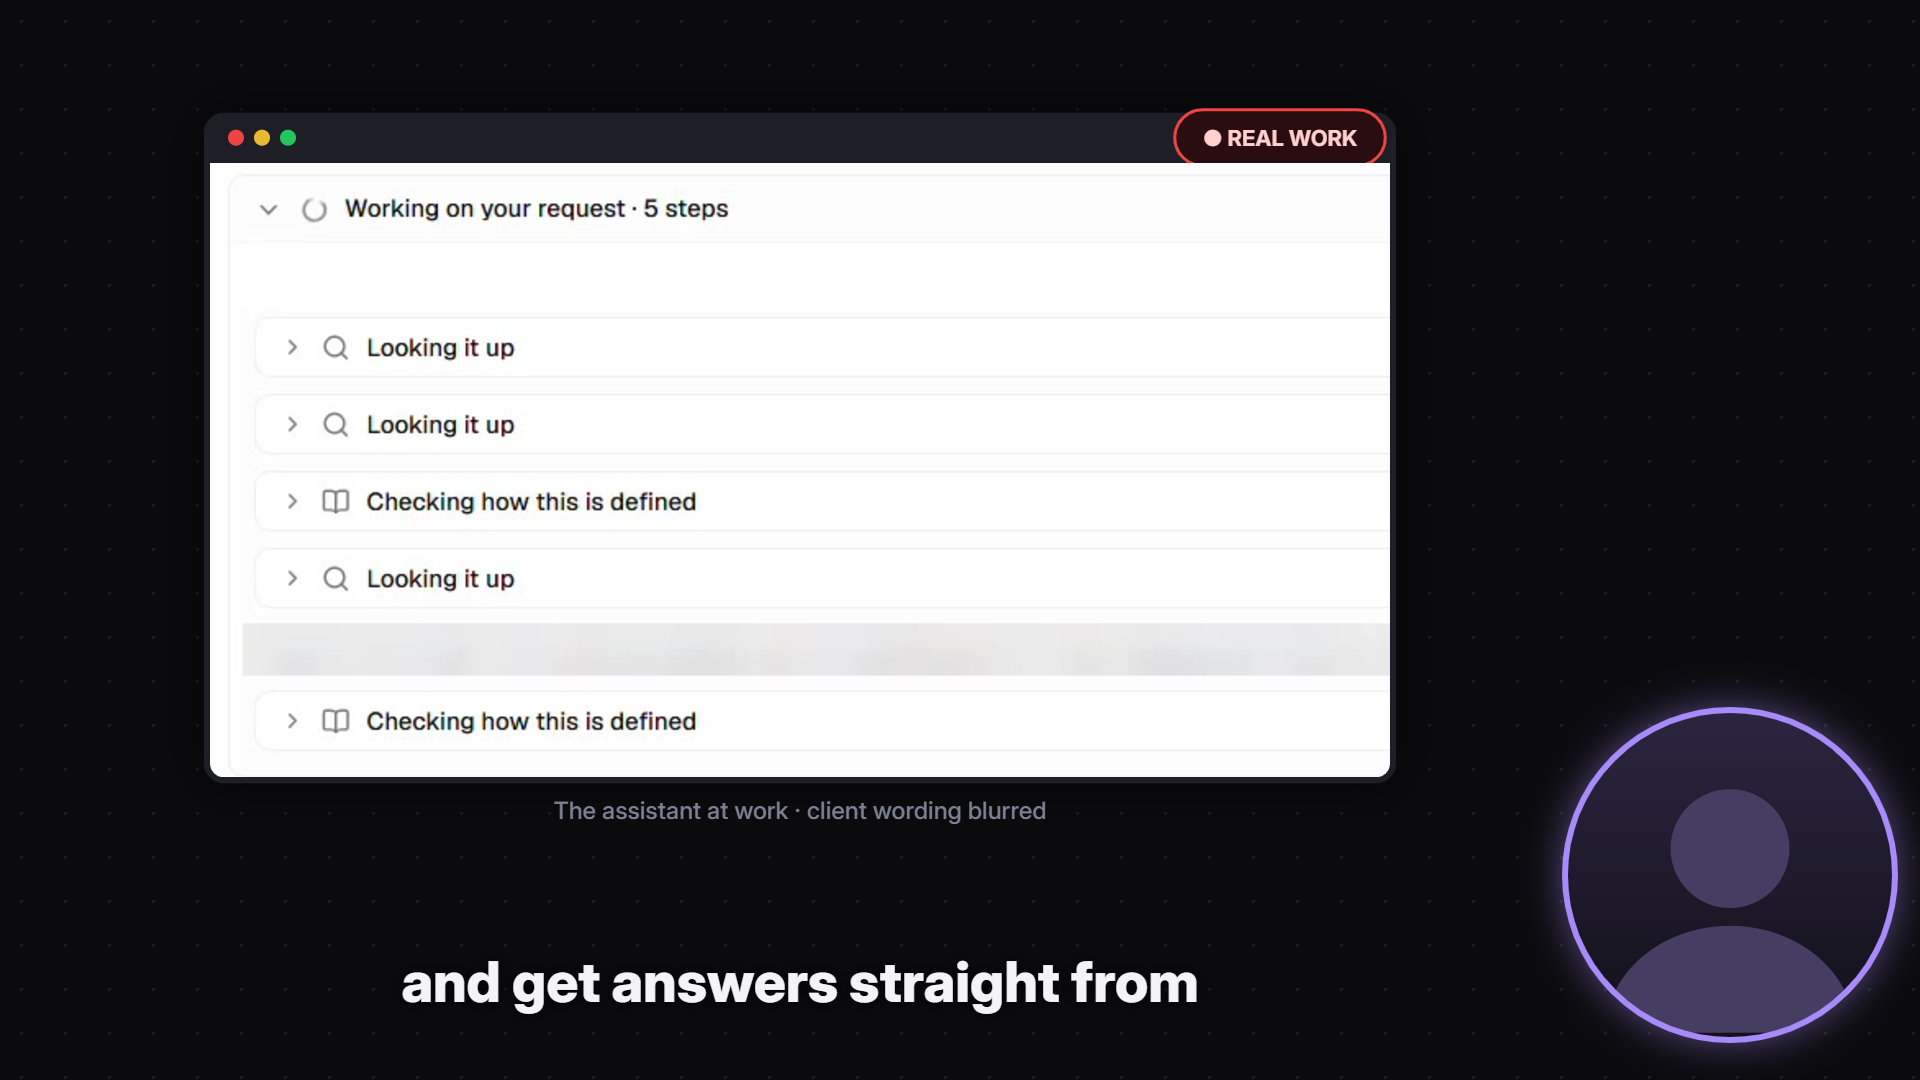 REAL WORK
Working on your request · 5 steps
Looking it up
Looking it up
Checking how this is defined
Looking it up
Checking how this is defined
The assistant at work · client wording blurred
and get answers straight from